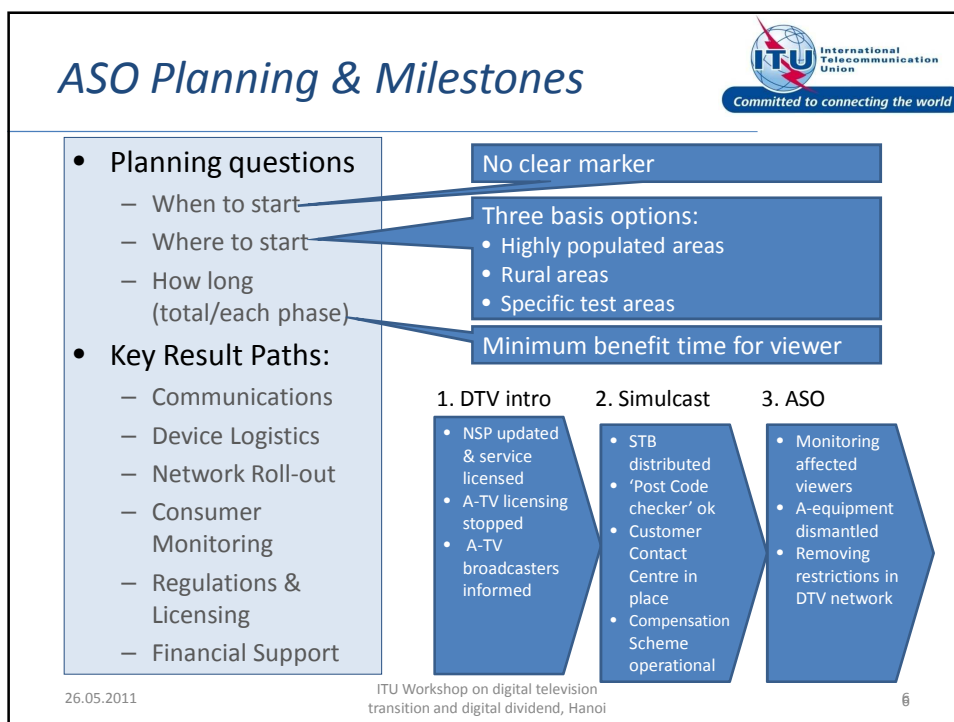 ASO Planning & Milestones
ITU
International
Telecommunication
Union
Committed to connecting the world
• Planning questions
– When to start
– Where to start
– How long
(total/each phase)
• Key Result Paths:
– Communications
– Device Logistics
– Network Roll-out
– Consumer
Monitoring
– Regulations &
Licensing
– Financial Support
No clear marker
Three basis options:
• Highly populated areas
• Rural areas
• Specific test areas
Minimum benefit time for viewer
1. DTV intro
• NSP updated
& service
licensed
• A-TV licensing
stopped
• A-TV
broadcasters
informed
2. Simulcast
• STB
distributed
• ‘Post Code
checker’ ok
• Customer
Contact
Centre in
place
• Compensation
Scheme
operational
3. ASO
• Monitoring
affected
viewers
• A-equipment
dismantled
• Removing
restrictions in
DTV network
26.05.2011
ITU Workshop on digital television
transition and digital dividend, Hanoi
6